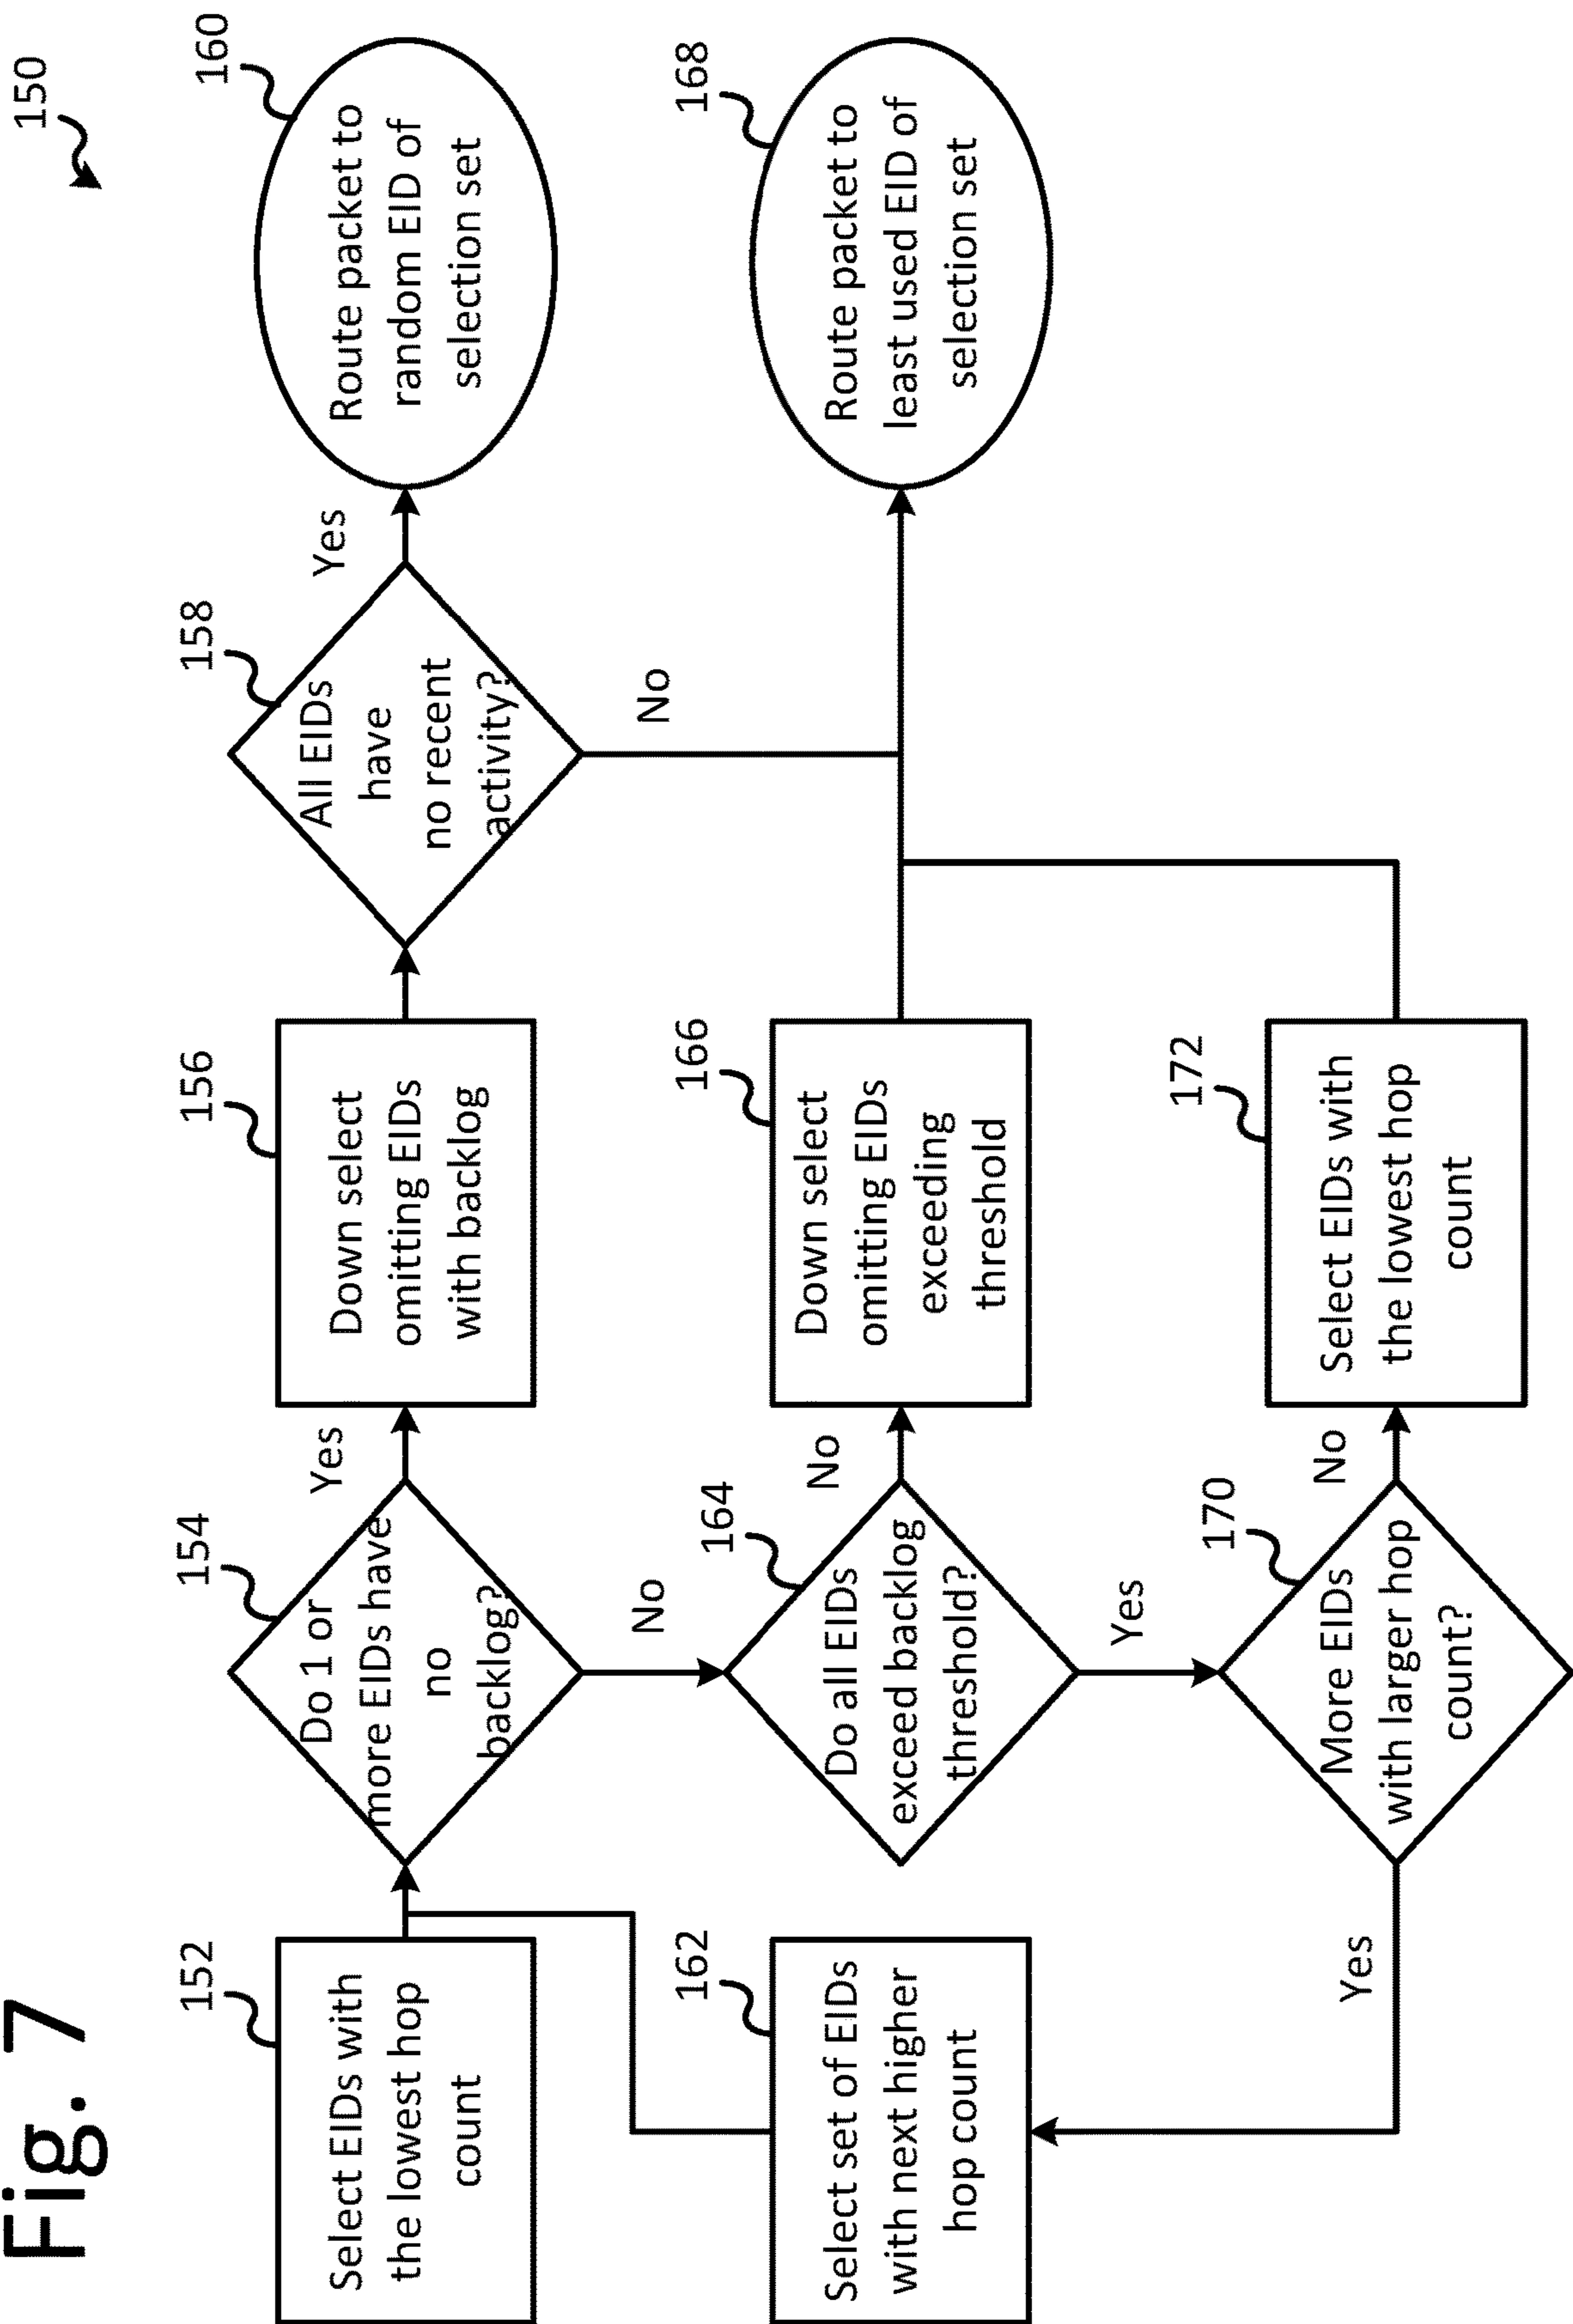 Fig. 7
150
152
Select EIDs with
the lowest hop
count
154
Do 1 or
more EIDs have
no
backlog?
Yes
No
156
Down select
omitting EIDs
with backlog
158
All EIDs
have
no recent
activity?
Yes
No
160
Route packet to
random EID of
selection set
162
Select set of EIDs
with next higher
hop count
164
Do all EIDs
exceed backlog
threshold?
No
Yes
166
Down select
omitting EIDs
exceeding
threshold
168
Route packet to
least used EID of
selection set
170
More EIDs
with larger hop
count?
Yes
No
172
Select EIDs with
the lowest hop
count